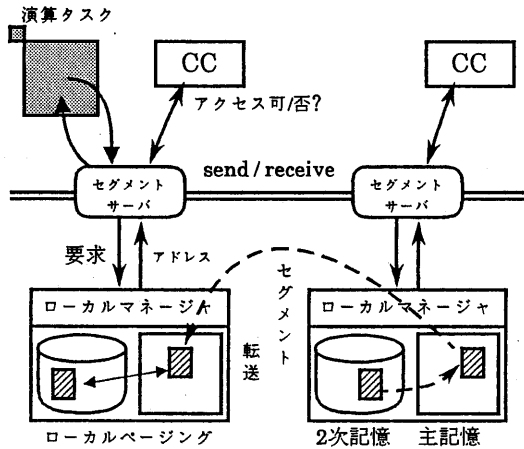 演算タスク
CC
CC
アクセス可/否?
send / receive
セグメント
サーバ
セグメント
サーバ
要求
アドレス
セグメント
転送
ローカルマネージャ
ローカルマネージャ
ローカルページング
2次記憶
主記憶